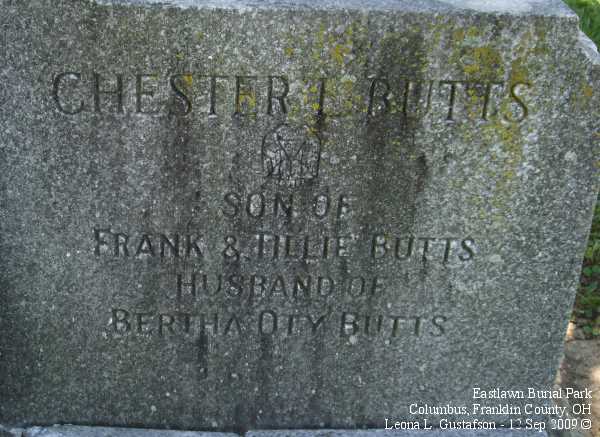 CHESTER L BUTTS
SON OF
FRANK & TILLIE BUTTS
HUSBAND OF
BERTHA OTY BUTTS
Eastlawn Burial Park
Columbus, Franklin County, OH
Leona L. Gustafson - 12 Sep 2009 ©